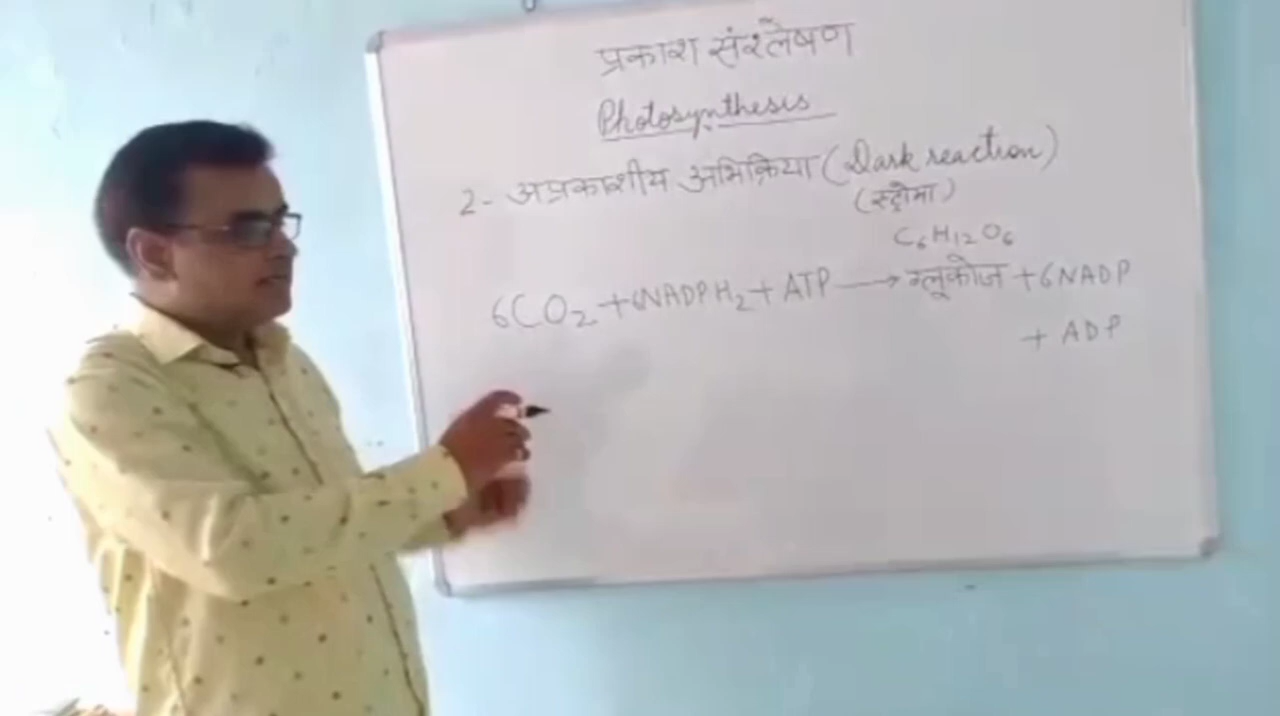 प्रकाश संश्लेषण
Photosynthesis
2- अप्रकाशीय अभिक्रिया (Dark reaction)
(स्ट्रोमा)
C₆H₁₂O₆
6CO₂ + 6NADPH₂ + ATP ⟶ ग्लूकोज + 6NADP
+ ADP